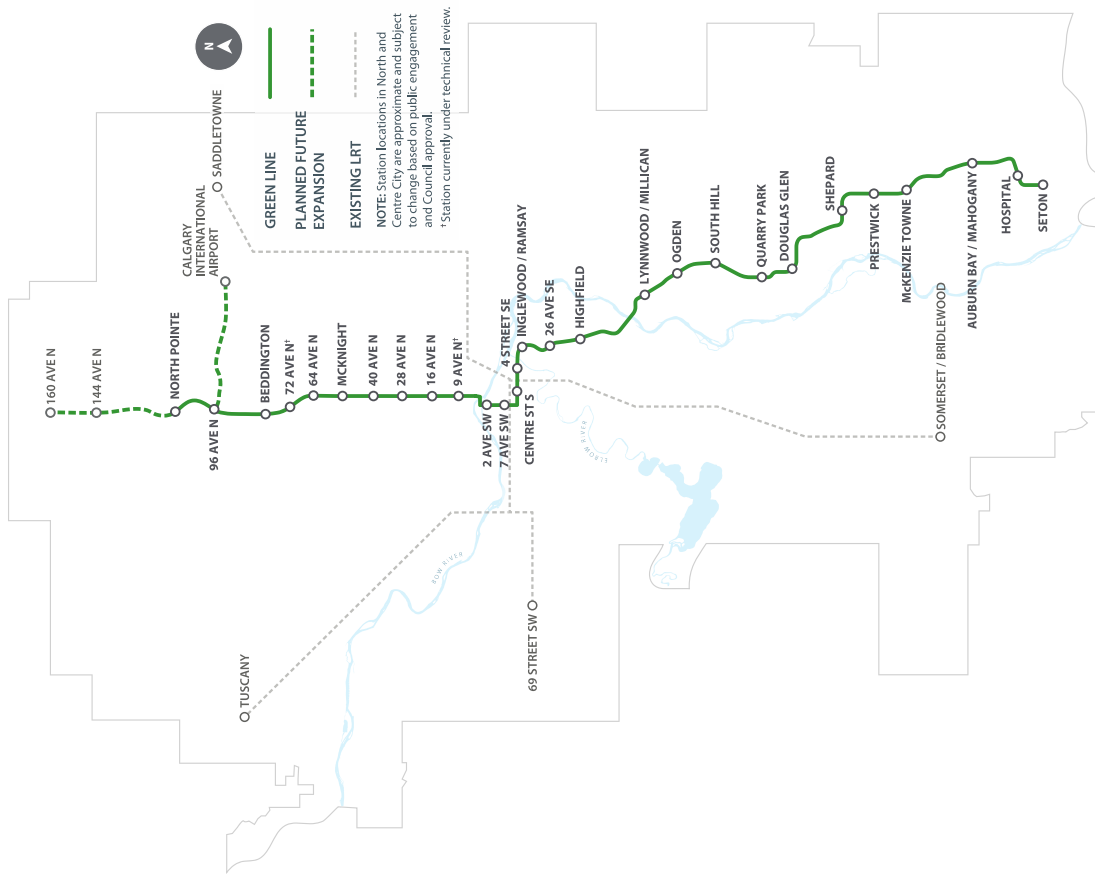 N
GREEN LINE
PLANNED FUTURE
EXPANSION
EXISTING LRT
NOTE: Station locations in North and
Centre City are approximate and subject
to change based on public engagement
and Council approval.
†Station currently under technical review.
160 AVE N
144 AVE N
NORTH POINTE
96 AVE N
CALGARY
INTERNATIONAL
AIRPORT
SADDLETOWNE
BEDDINGTON
72 AVE N†
64 AVE N
MCKNIGHT
40 AVE N
28 AVE N
16 AVE N
9 AVE N†
2 AVE SW
7 AVE SW
CENTRE ST S
4 STREET SE
INGLEWOOD / RAMSAY
26 AVE SE
HIGHFIELD
LYNNWOOD / MILLICAN
OGDEN
SOUTH HILL
QUARRY PARK
DOUGLAS GLEN
SHEPARD
PRESTWICK
McKENZIE TOWNE
AUBURN BAY / MAHOGANY
HOSPITAL
SETON
SOMERSET / BRIDLEWOOD
TUSCANY
69 STREET SW
BOW RIVER
ELBOW RIVER